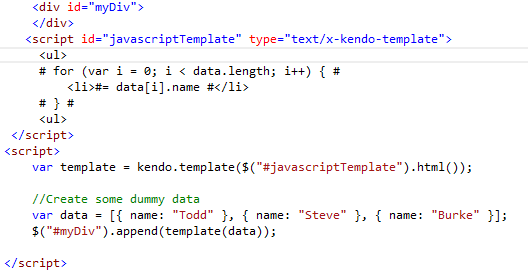 <div id="myDiv">
</div>
<script id="javascriptTemplate" type="text/x-kendo-template">
<ul>
# for (var i = 0; i < data.length; i++) { #
<li>#= data[i].name #</li>
# } #
<ul>
</script>
<script>
var template = kendo.template($("#javascriptTemplate").html());
//Create some dummy data
var data = [{ name: "Todd" }, { name: "Steve" }, { name: "Burke" }];
$("#myDiv").append(template(data));
</script>